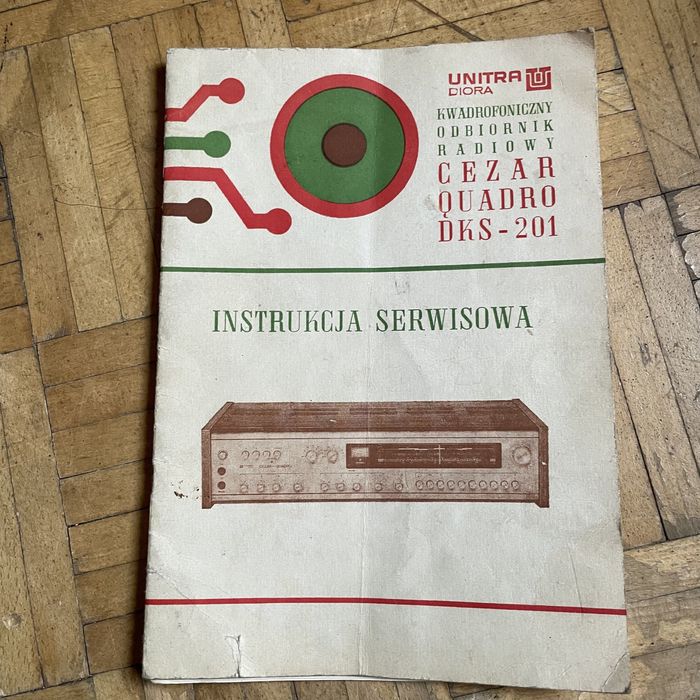 UNITRA
DIORA
KWADROFONICZNY
ODBIORNIK
RADIOWY
CEZAR
QUADRO
DKS-201
INSTRUKCJA SERWISOWA